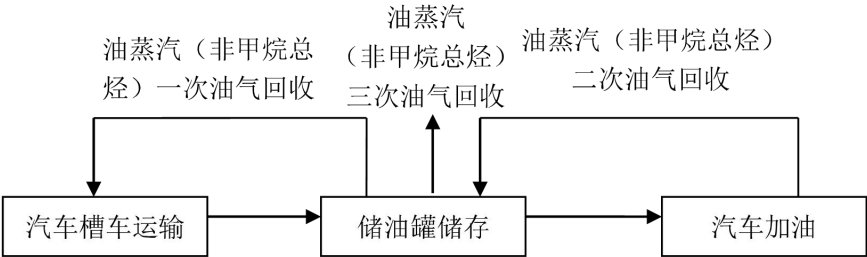 油蒸汽（非甲烷总
烃）一次油气回收
油蒸汽
（非甲烷总烃）
三次油气回收
油蒸汽（非甲烷总烃）
二次油气回收
汽车槽车运输
储油罐储存
汽车加油